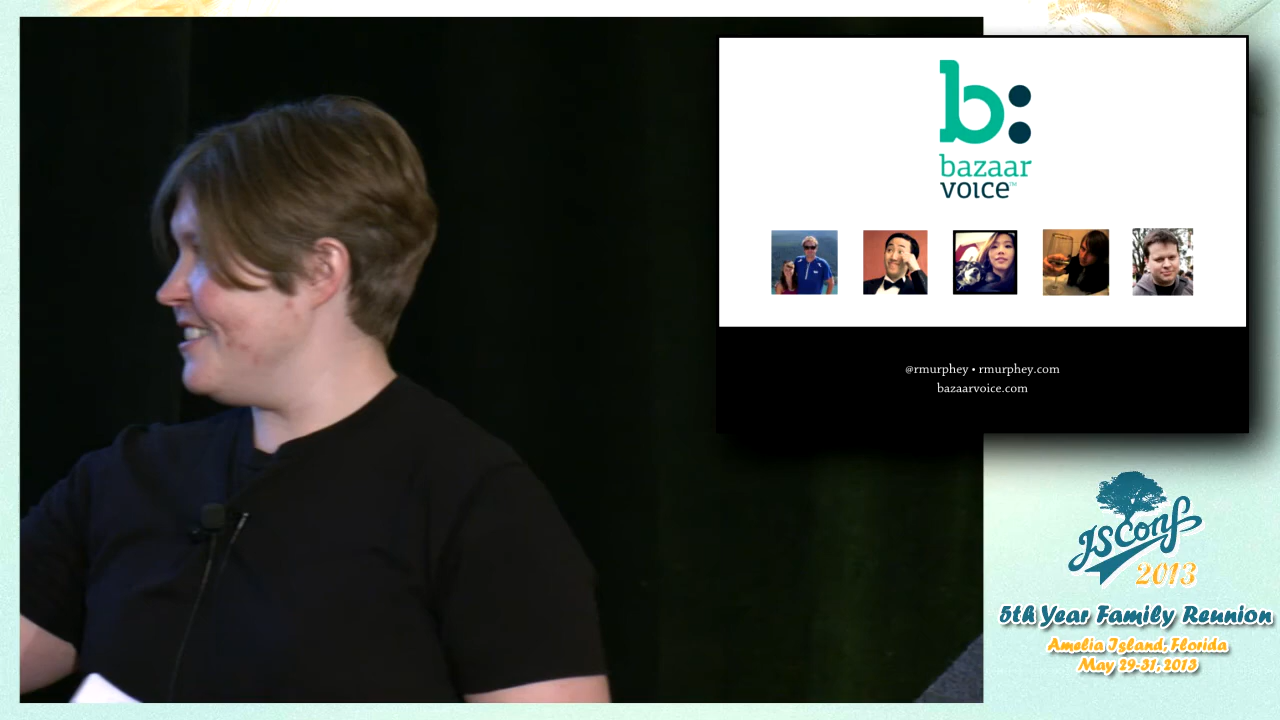 b:
bazaar
voice™
@rmurphey • rmurphey.com
bazaarvoice.com
JSConf
2013
5th Year Family Reunion
Amelia Island, Florida
May 29-31, 2013